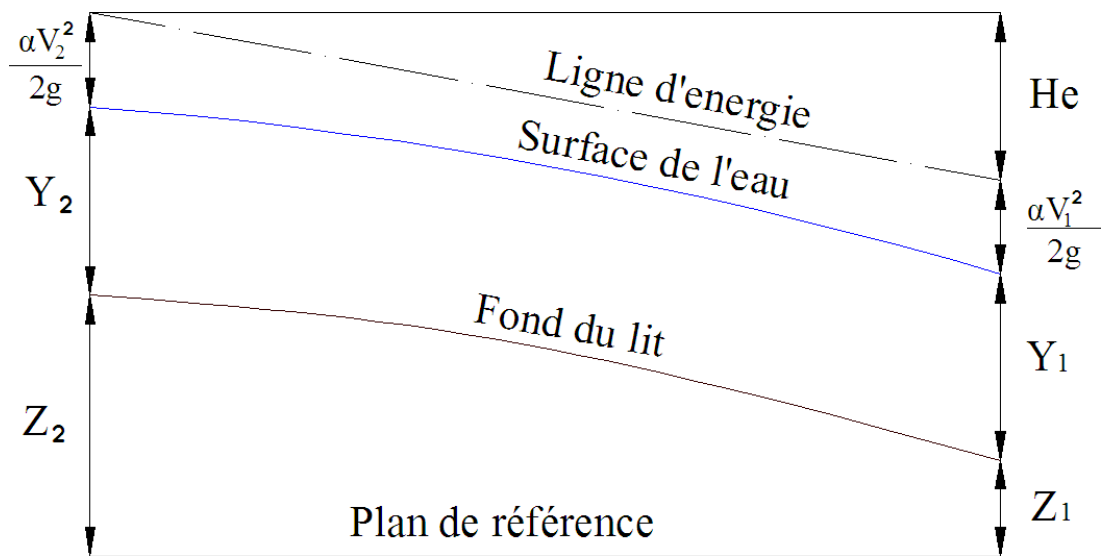 αV₂²
2g
Ligne d'energie
He
Surface de l'eau
Y₂
αV₁²
2g
Fond du lit
Y₁
Z₂
Z₁
Plan de référence